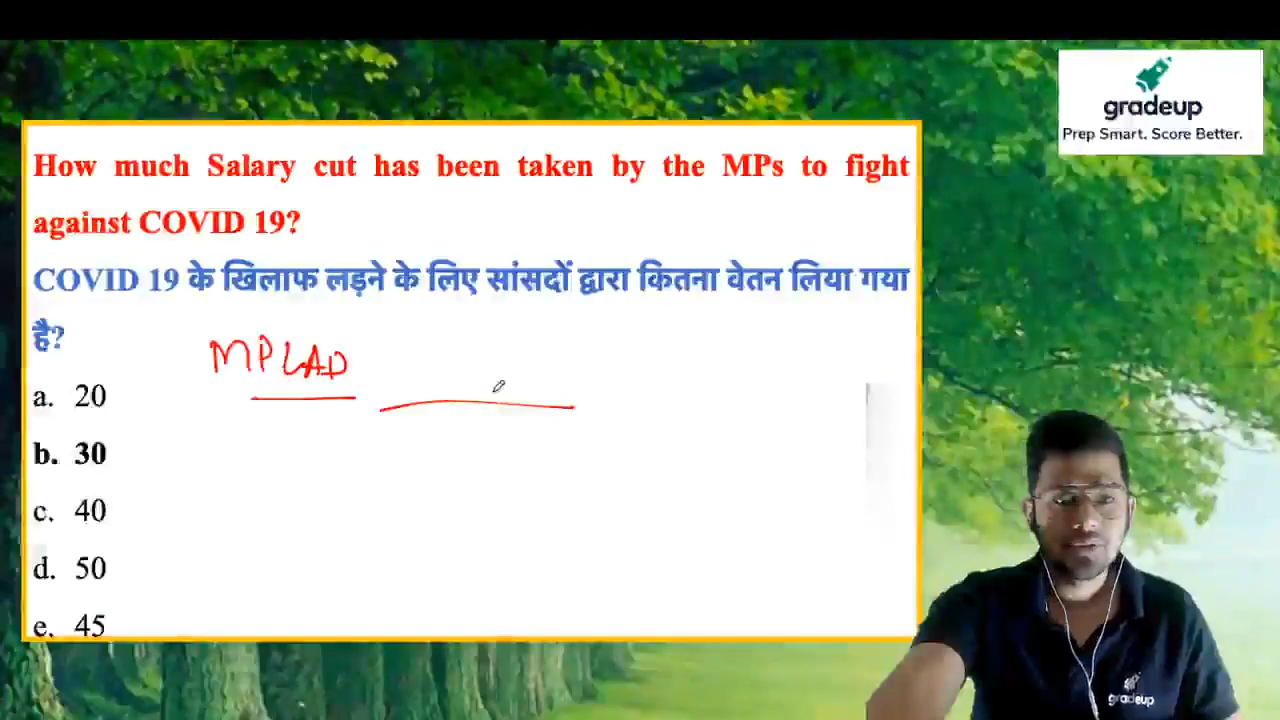 gradeup
Prep Smart. Score Better.
How much Salary cut has been taken by the MPs to fight
against COVID 19?
COVID 19 के खिलाफ लड़ने के लिए सांसदों द्वारा कितना वेतन लिया गया
है?
MPLAD
a. 20
b. 30
c. 40
d. 50
e. 45
gradeup